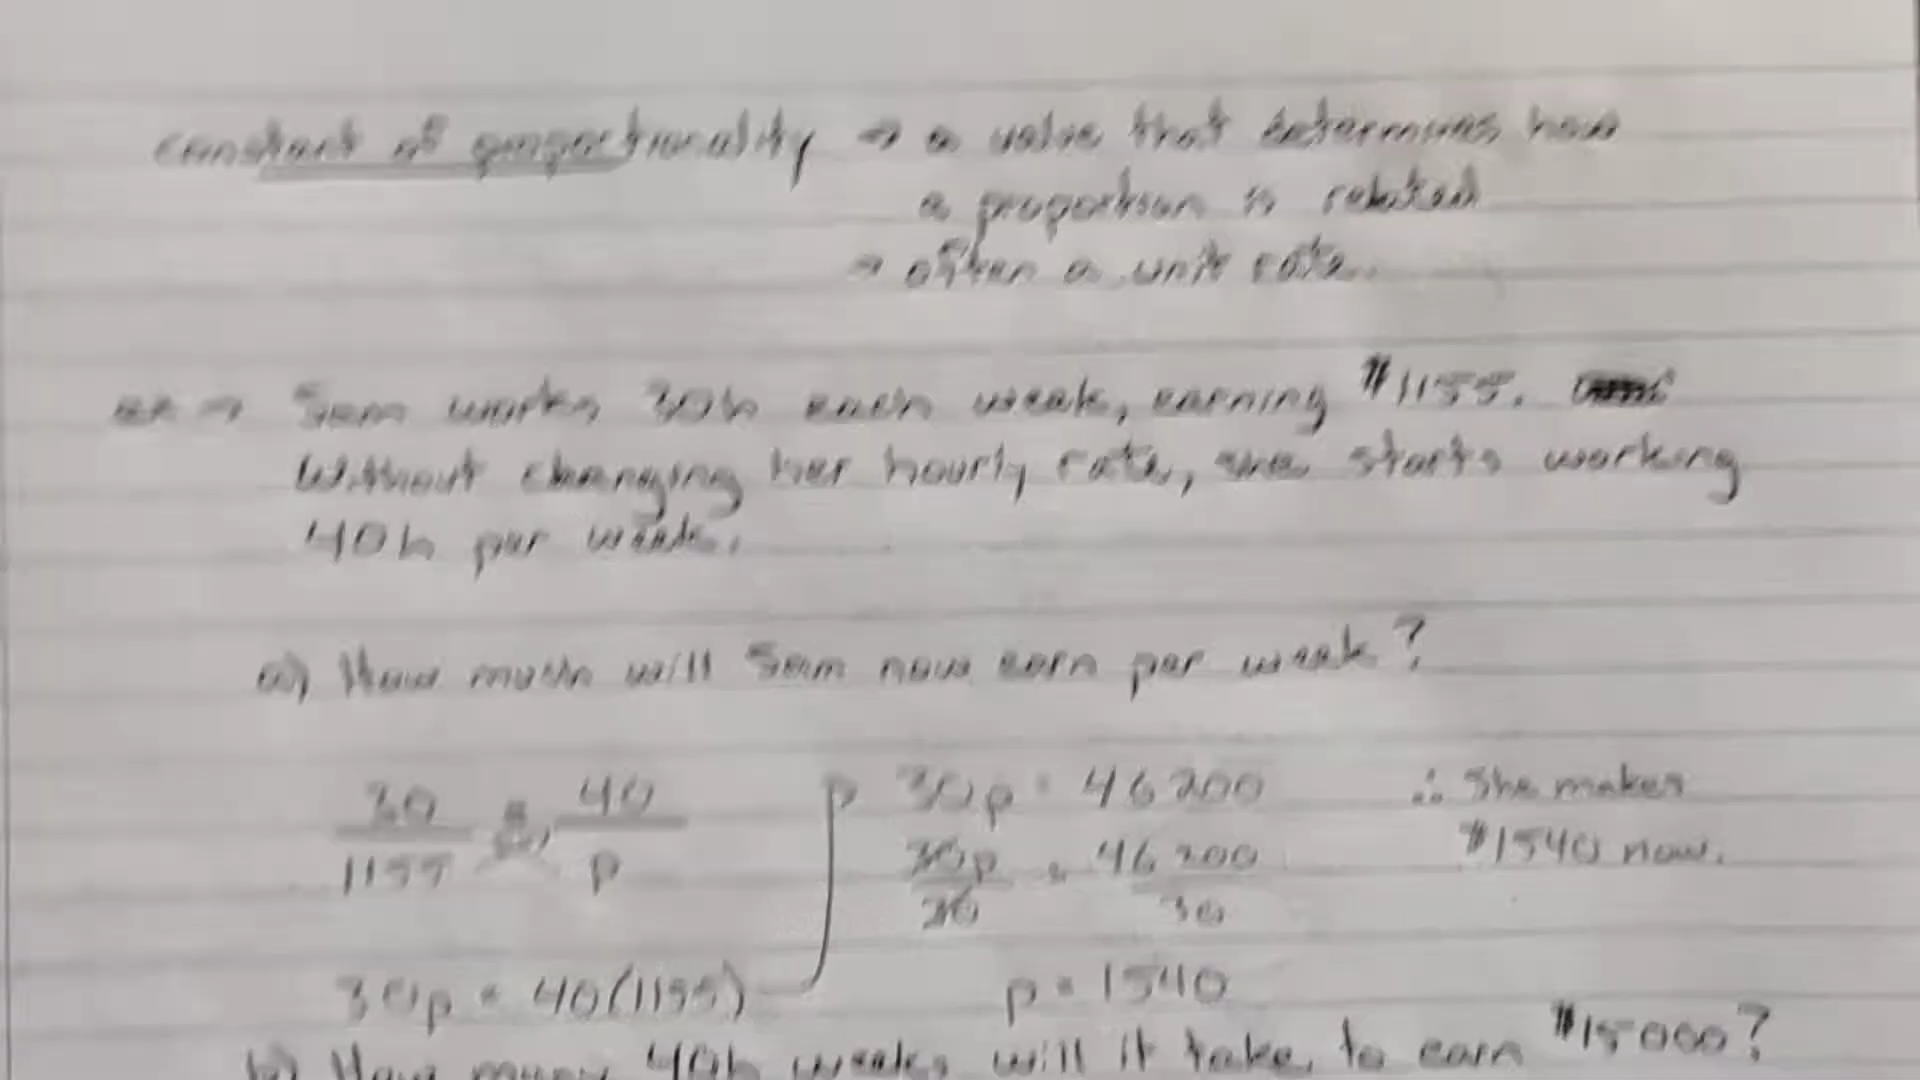 constant of proportionality → a value that determines how
a proportion is related
→ often a unit rate.
ex → Sam works 30h each week, earning $1155.
Without changing her hourly rate, she starts working
40h per week.
a) How much will Sam now earn per week?
30/1155 = 40/p
30p = 40(1155)
30p = 46200
30p/30 = 46200/30
p = 1540
∴ She makes
$1540 now.
b) How many 40h weeks will it take to earn $15000?